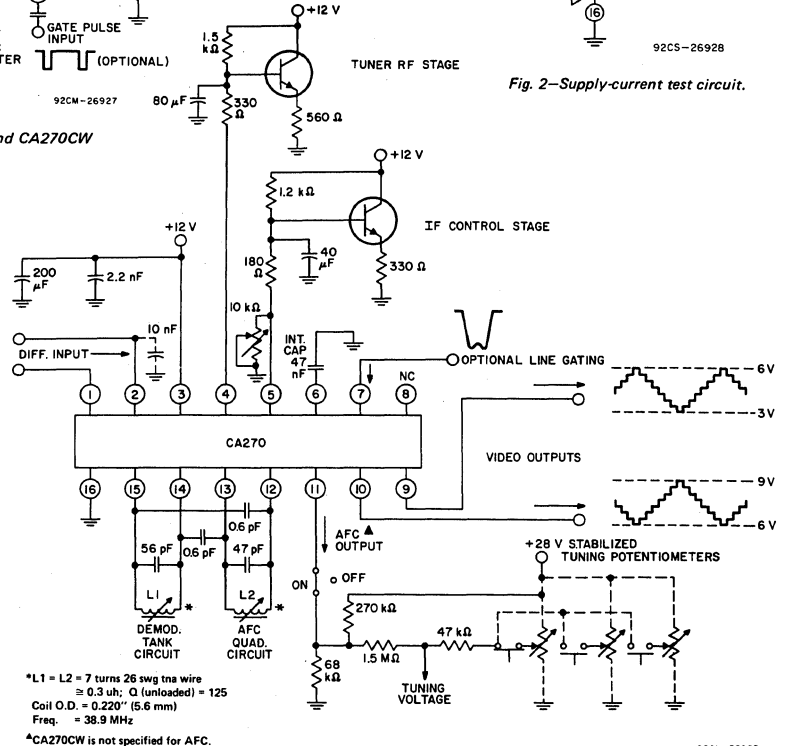 GATE PULSE
INPUT
TER
(OPTIONAL)
92CM-26927
nd CA270CW
+12 V
1.5
kΩ
80 μF
330
Ω
560 Ω
TUNER RF STAGE
16
92CS-26928
Fig. 2—Supply-current test circuit.
+12 V
1.2 kΩ
IF CONTROL STAGE
40
μF
180
Ω
330 Ω
+12 V
200
μF
2.2 nF
10 kΩ
10 nF
DIFF. INPUT
INT.
CAP
47
nF
OPTIONAL LINE GATING
NC
1 2 3 4 5 6 7 8
CA270
16 15 14 13 12 11 10 9
6V
3V
VIDEO OUTPUTS
9V
6V
0.6 pF
0.6 pF
56 pF
47 pF
L1
*
L2
*
DEMOD.
TANK
CIRCUIT
AFC
QUAD.
CIRCUIT
AFC ▲
OUTPUT
ON
OFF
+28 V STABILIZED
TUNING POTENTIOMETERS
270 kΩ
1.5 MΩ
47 kΩ
68
kΩ
TUNING
VOLTAGE
*L1 = L2 = 7 turns 26 swg tna wire
≅ 0.3 uh; Q (unloaded) = 125
Coil O.D. = 0.220" (5.6 mm)
Freq. = 38.9 MHz
▲CA270CW is not specified for AFC.